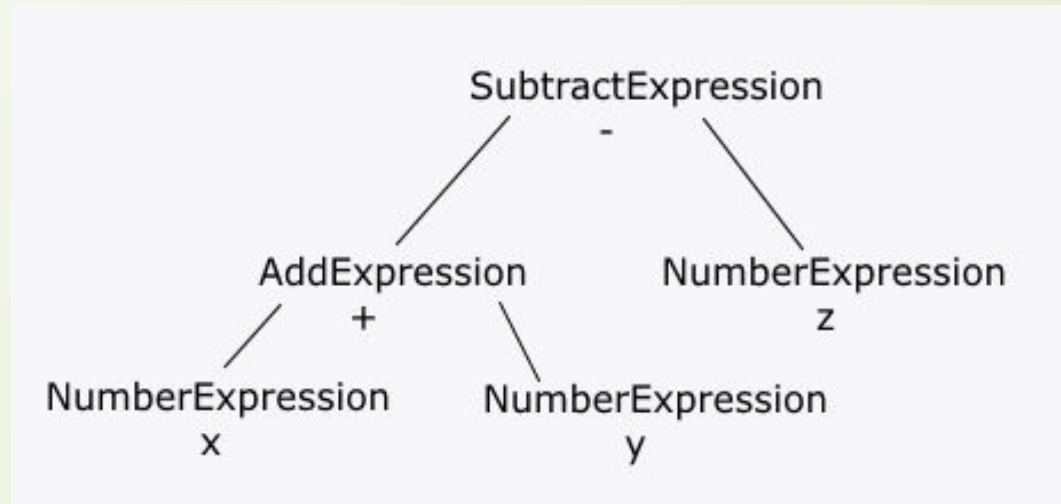 SubtractExpression
-
AddExpression NumberExpression
+ z
NumberExpression NumberExpression
x y